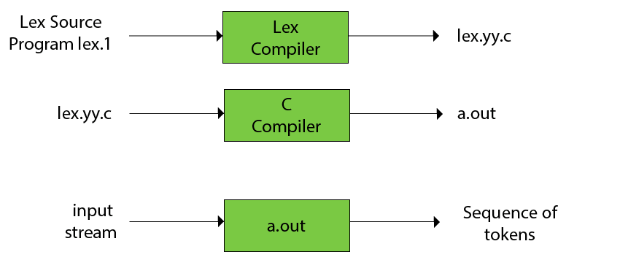 Lex Source
Program lex.1
Lex
Compiler
lex.yy.c
lex.yy.c
C
Compiler
a.out
input
stream
a.out
Sequence of
tokens